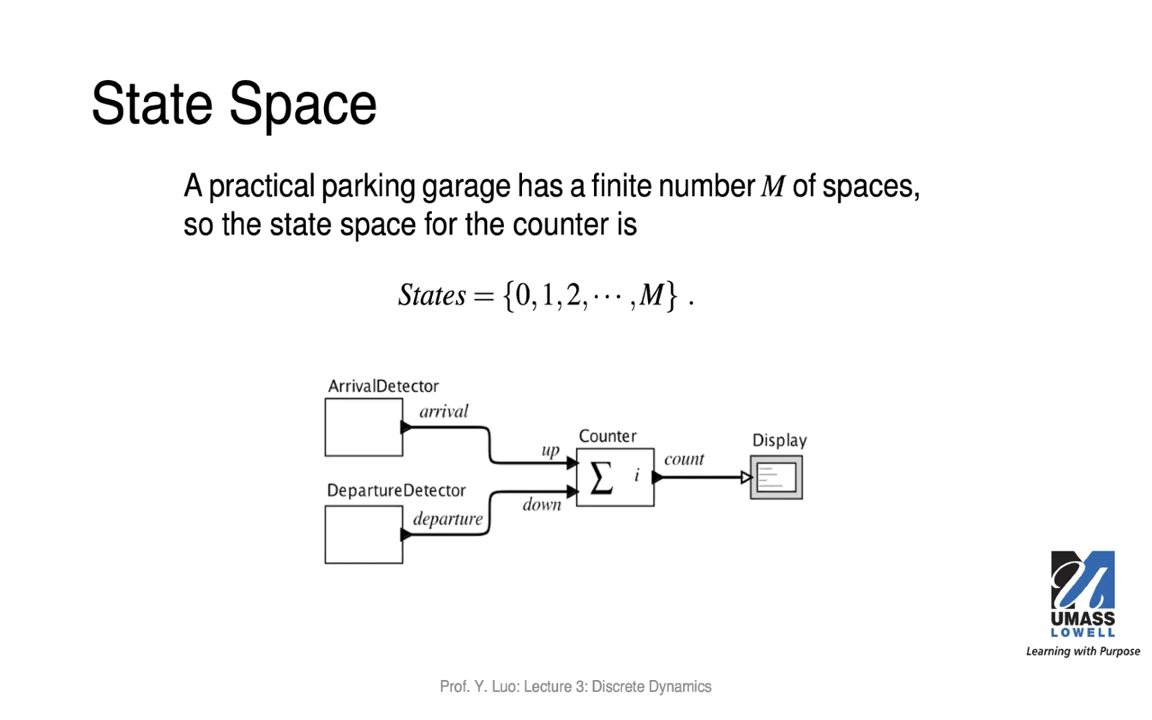 State Space
A practical parking garage has a finite number M of spaces,
so the state space for the counter is
States = {0,1,2,⋯,M} .
ArrivalDetector
arrival
DepartureDetector
departure
up
down
Counter
∑ i
count
Display
UMASS
LOWELL
Learning with Purpose
Prof. Y. Luo: Lecture 3: Discrete Dynamics